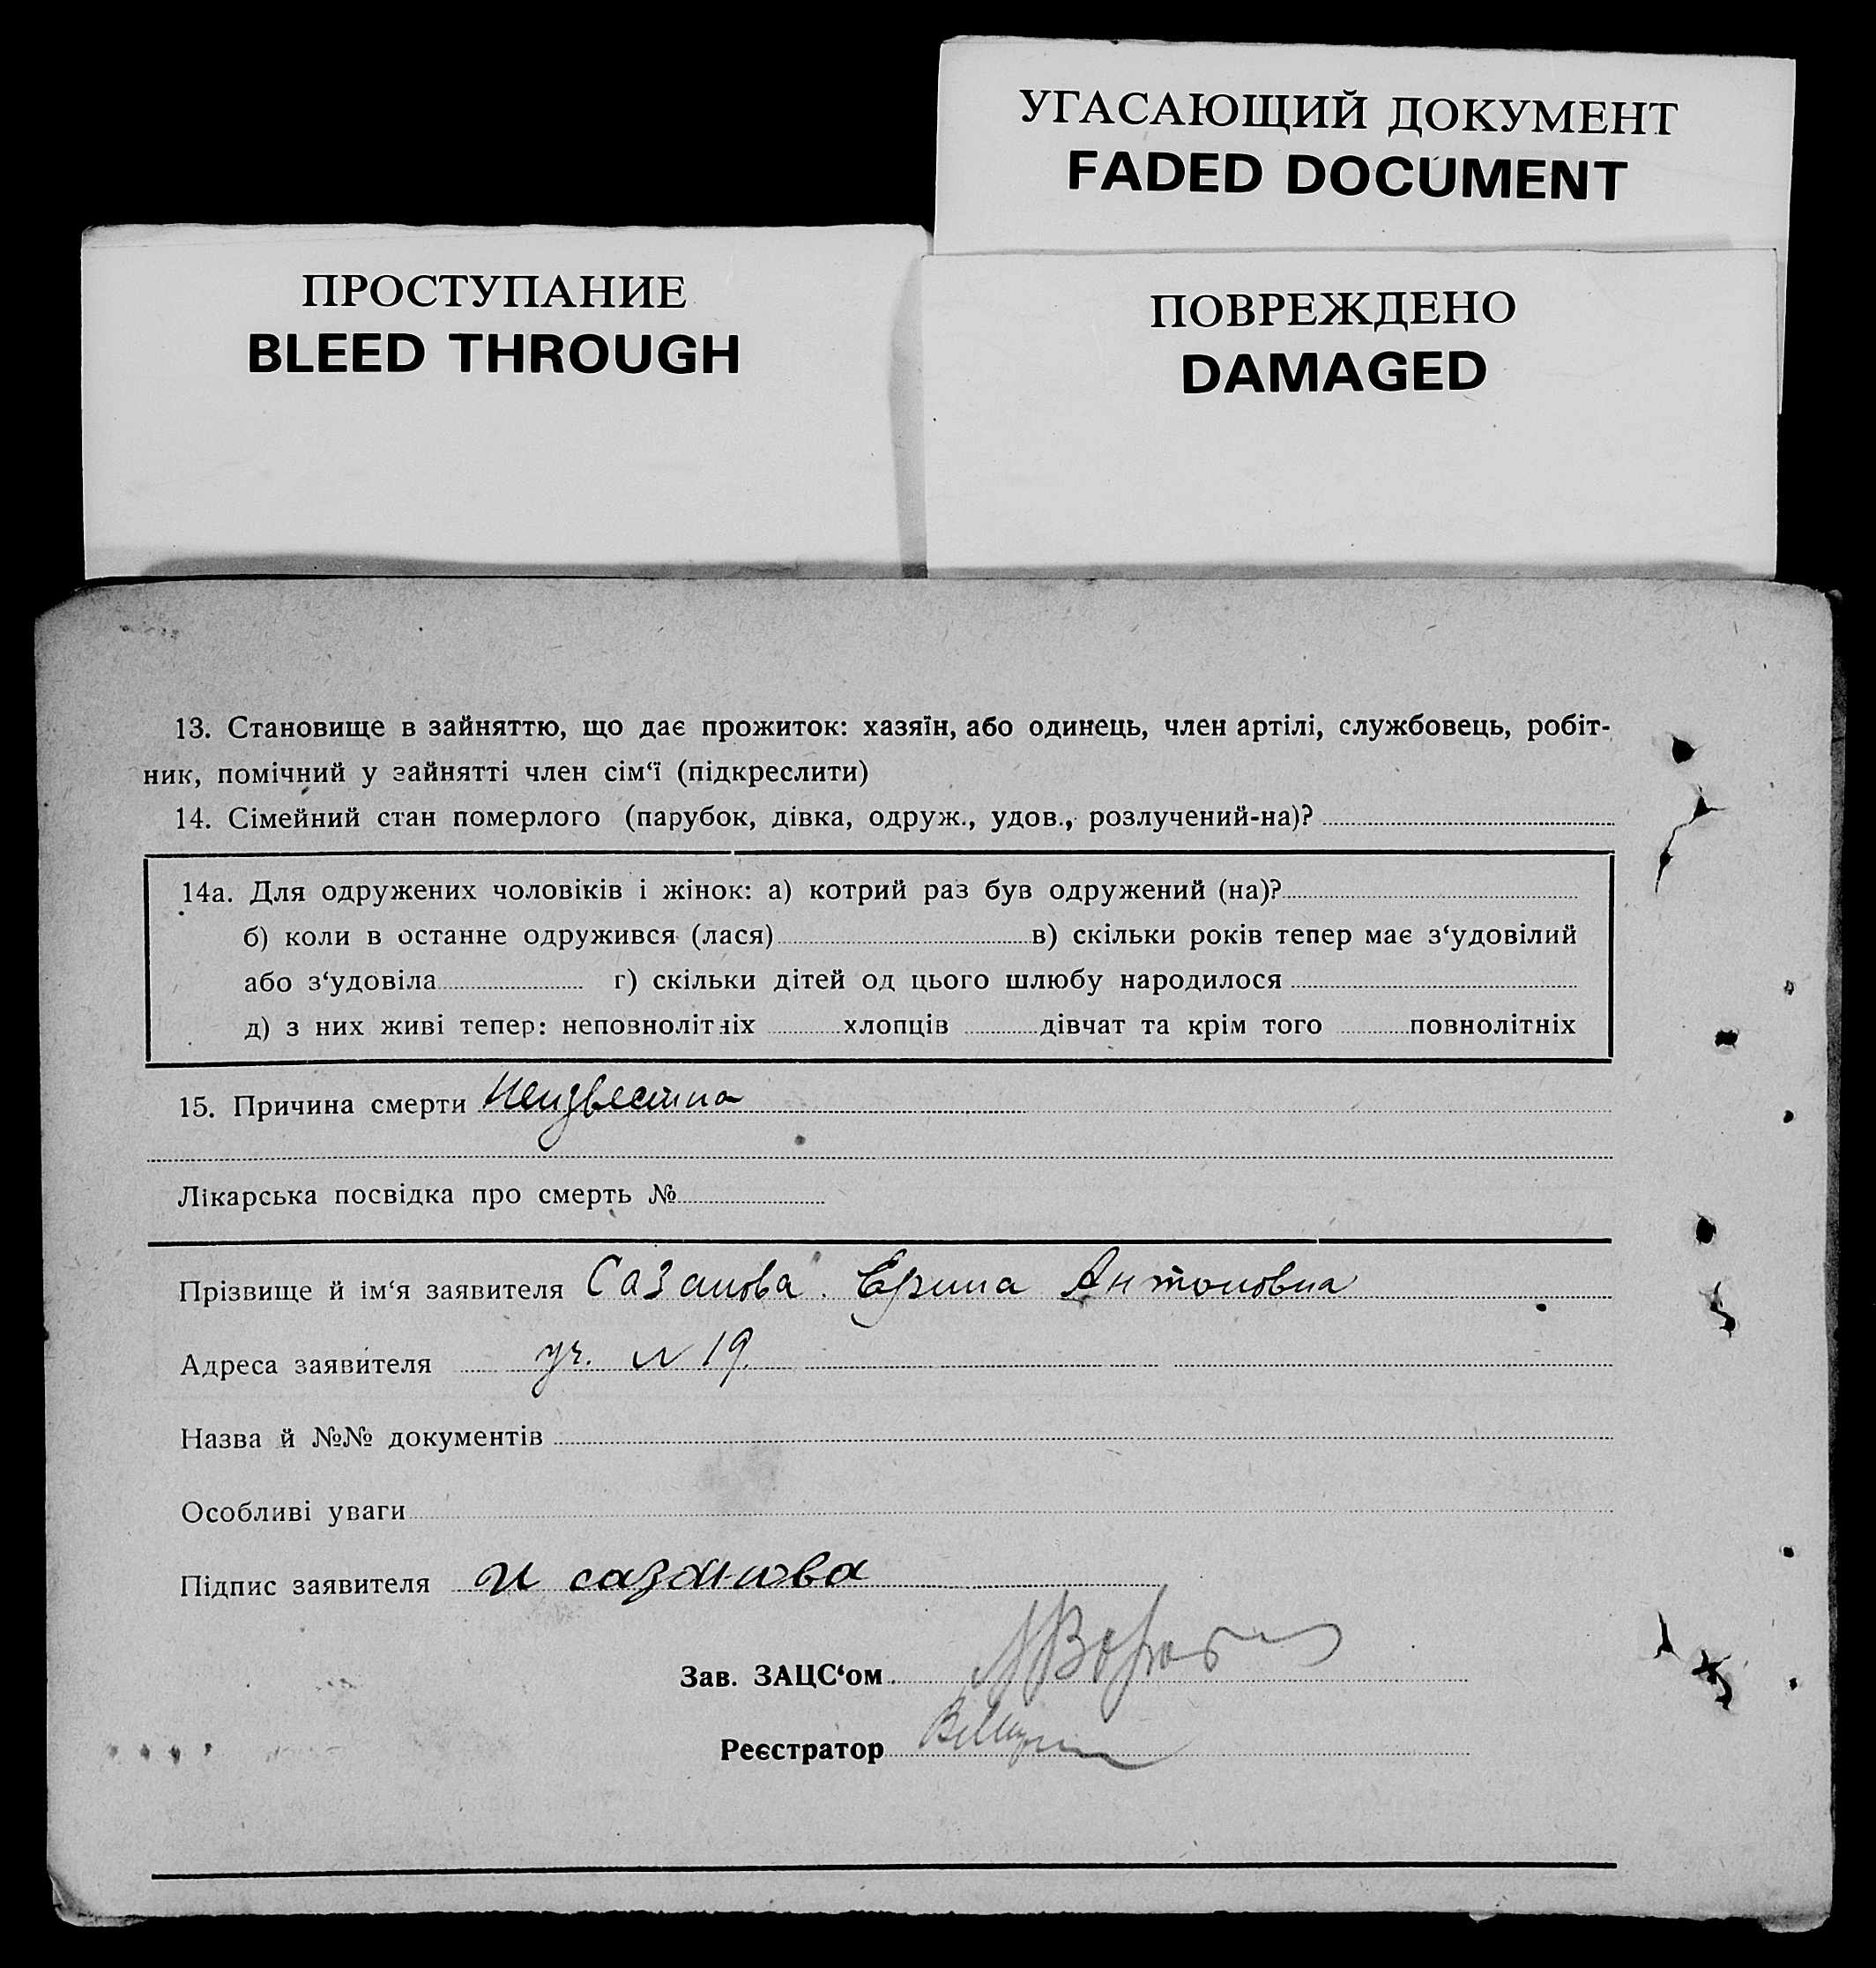 УГАСАЮЩИЙ ДОКУМЕНТ
FADED DOCUMENT
ПРОСТУПАНИЕ
BLEED THROUGH
ПОВРЕЖДЕНО
DAMAGED
13. Становище в зайняттю, що дає прожиток: хазяїн, або одинець, член артілі, службовець, робіт-
ник, помічний у зайнятті член сім‘ї (підкреслити)
14. Сімейний стан померлого (парубок, дівка, одруж., удов., розлучений-на)?
14а. Для одружених чоловіків і жінок: а) котрий раз був одружений (на)?
б) коли в останне одружився (лася) в) скільки років тепер має з‘удовілий
або з‘удовіла г) скільки дітей од цього шлюбу народилося
д) з них живі тепер: неповнолітніх хлопців дівчат та крім того повнолітніх
15. Причина смерти Неизвестна
Лікарська посвідка про смерть №
Прізвище й ім‘я заявителя Сазанова Ерина Антоновна
Адреса заявителя уч. N 19.
Назва й №№ документів
Особливі уваги
Підпис заявителя И сазанова
Зав. ЗАЦС‘ом
Реєстратор